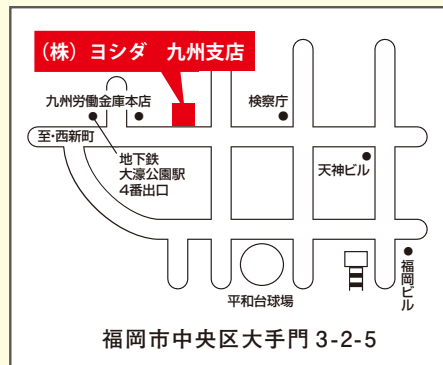 (株) ヨシダ 九州支店
九州労働金庫本店
検察庁
至・西新町
地下鉄
大濠公園駅
4番出口
天神ビル
福岡ビル
平和台球場
福岡市中央区大手門3-2-5